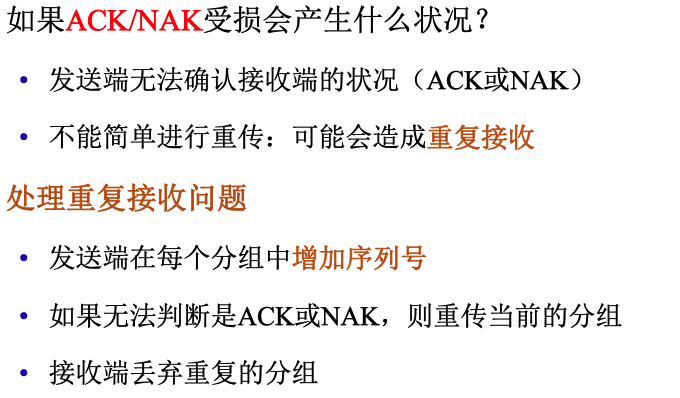 如果ACK/NAK受损会产生什么状况？
• 发送端无法确认接收端的状况（ACK或NAK）
• 不能简单进行重传：可能会造成重复接收
处理重复接收问题
• 发送端在每个分组中增加序列号
• 如果无法判断是ACK或NAK，则重传当前的分组
• 接收端丢弃重复的分组